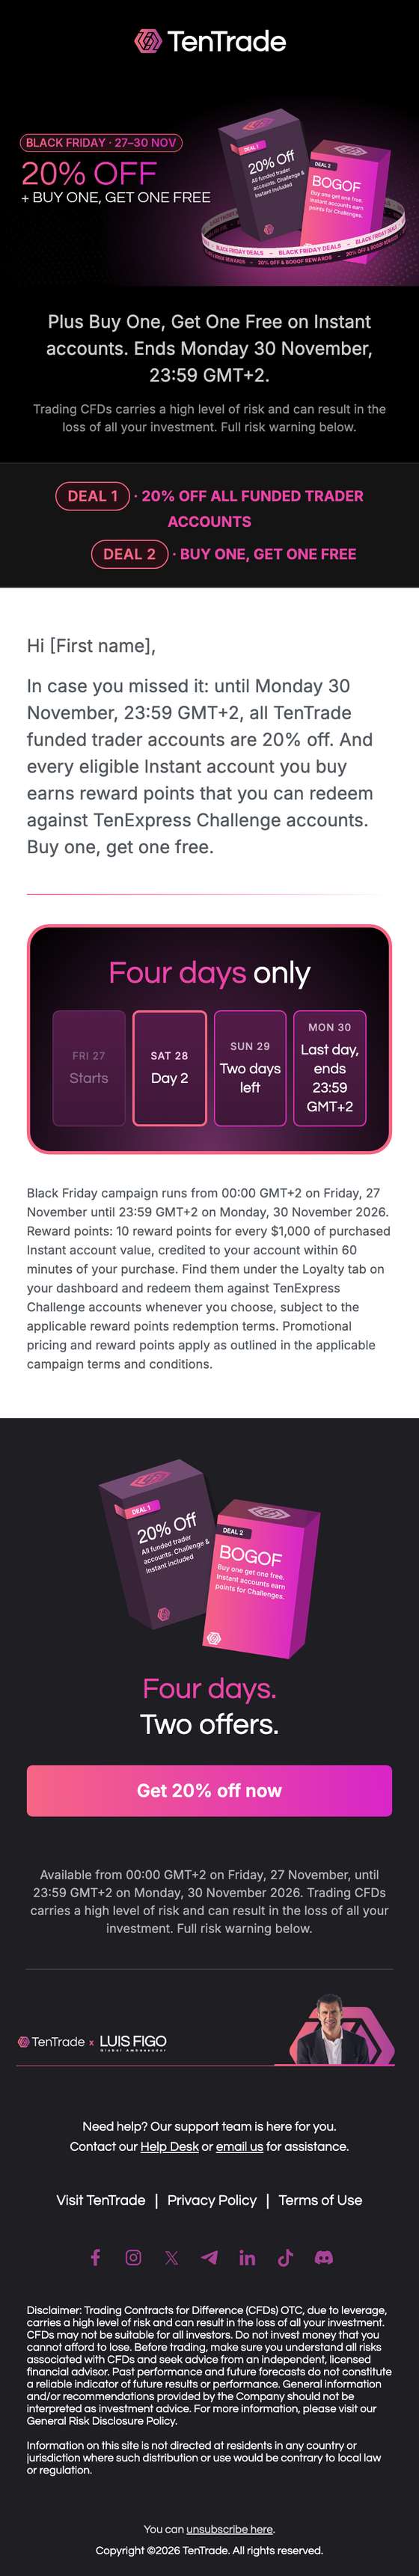 TenTrade
BLACK FRIDAY · 27–30 NOV
20% OFF
+ BUY ONE, GET ONE FREE
DEAL 1
20% Off
All funded trader
accounts. Challenge &
Instant included
DEAL 2
BOGOF
Buy one get one free.
Instant accounts earn
points for Challenges.
BLACK FRIDAY DEALS – BLACK FRIDAY DEALS
20% OFF & BOGOF REWARDS
Plus Buy One, Get One Free on Instant
accounts. Ends Monday 30 November,
23:59 GMT+2.
Trading CFDs carries a high level of risk and can result in the
loss of all your investment. Full risk warning below.
DEAL 1 · 20% OFF ALL FUNDED TRADER
ACCOUNTS
DEAL 2 · BUY ONE, GET ONE FREE
Hi [First name],
In case you missed it: until Monday 30
November, 23:59 GMT+2, all TenTrade
funded trader accounts are 20% off. And
every eligible Instant account you buy
earns reward points that you can redeem
against TenExpress Challenge accounts.
Buy one, get one free.
Four days only
FRI 27
Starts
SAT 28
Day 2
SUN 29
Two days
left
MON 30
Last day,
ends
23:59
GMT+2
Black Friday campaign runs from 00:00 GMT+2 on Friday, 27
November until 23:59 GMT+2 on Monday, 30 November 2026.
Reward points: 10 reward points for every $1,000 of purchased
Instant account value, credited to your account within 60
minutes of your purchase. Find them under the Loyalty tab on
your dashboard and redeem them against TenExpress
Challenge accounts whenever you choose, subject to the
applicable reward points redemption terms. Promotional
pricing and reward points apply as outlined in the applicable
campaign terms and conditions.
DEAL 1
20% Off
All funded trader
accounts. Challenge &
Instant included
DEAL 2
BOGOF
Buy one get one free.
Instant accounts earn
points for Challenges.
Four days.
Two offers.
Get 20% off now
Available from 00:00 GMT+2 on Friday, 27 November, until
23:59 GMT+2 on Monday, 30 November 2026. Trading CFDs
carries a high level of risk and can result in the loss of all your
investment. Full risk warning below.
TenTrade x LUIS FIGO
Global Ambassador
Need help? Our support team is here for you.
Contact our Help Desk or email us for assistance.
Visit TenTrade | Privacy Policy | Terms of Use
Disclaimer: Trading Contracts for Difference (CFDs) OTC, due to leverage,
carries a high level of risk and can result in the loss of all your investment.
CFDs may not be suitable for all investors. Do not invest money that you
cannot afford to lose. Before trading, make sure you understand all risks
associated with CFDs and seek advice from an independent, licensed
financial advisor. Past performance and future forecasts do not constitute
a reliable indicator of future results or performance. General information
and/or recommendations provided by the Company should not be
interpreted as investment advice. For more information, please visit our
General Risk Disclosure Policy.
Information on this site is not directed at residents in any country or
jurisdiction where such distribution or use would be contrary to local law
or regulation.
You can unsubscribe here.
Copyright ©2026 TenTrade. All rights reserved.